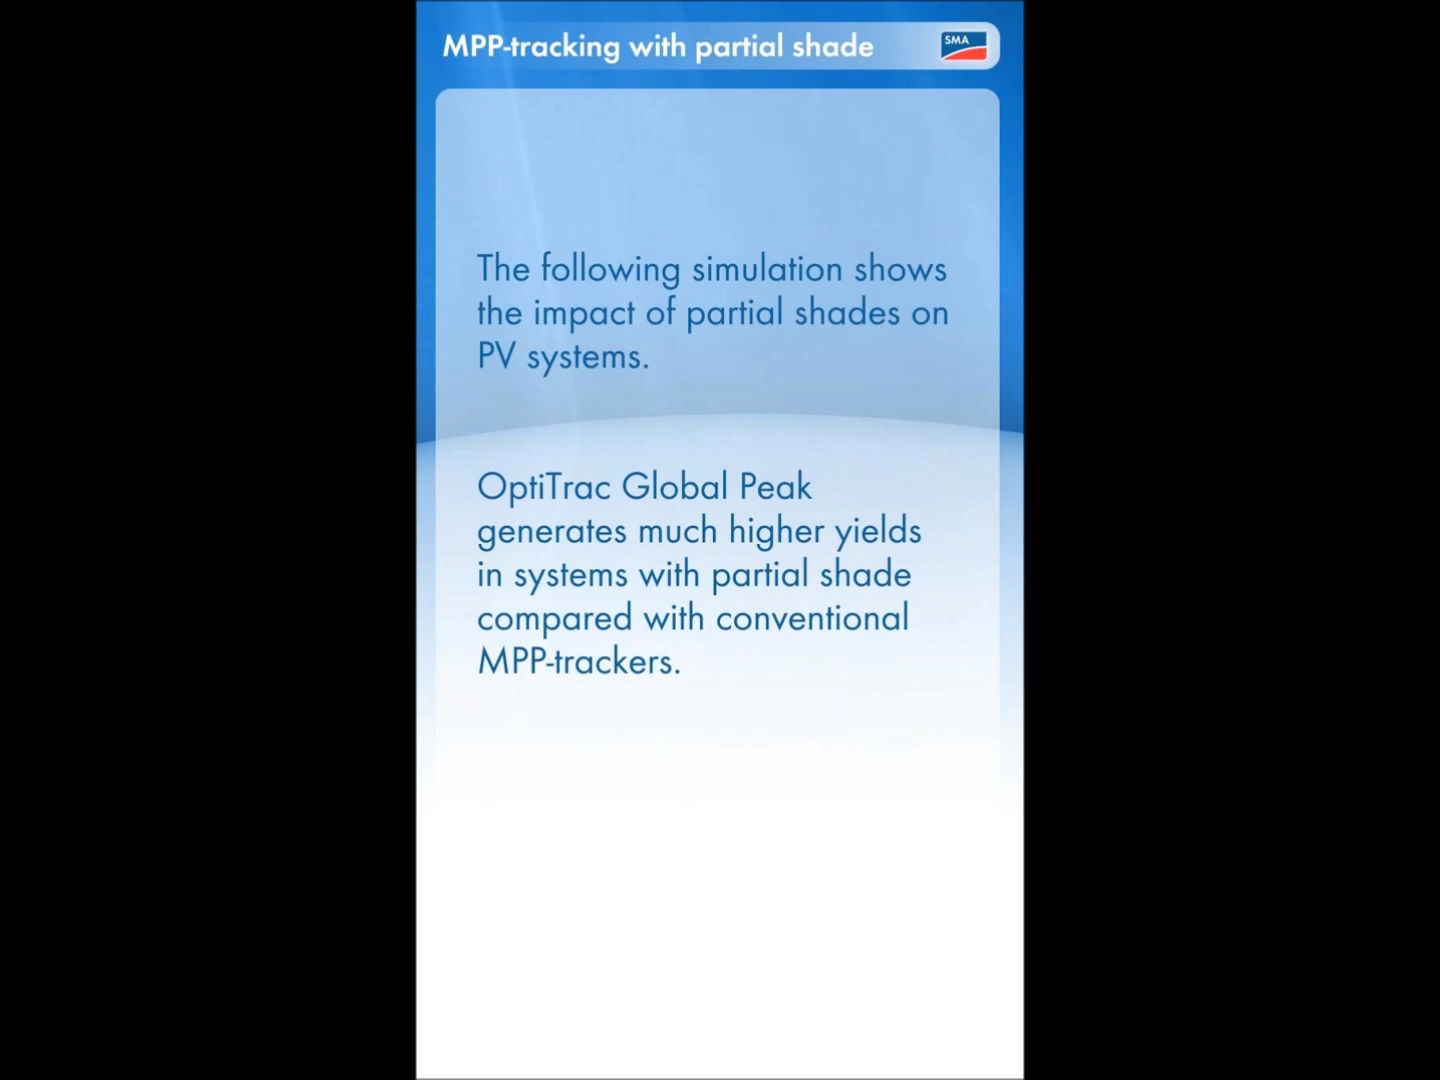 MPP-tracking with partial shade
SMA
The following simulation shows
the impact of partial shades on
PV systems.
OptiTrac Global Peak
generates much higher yields
in systems with partial shade
compared with conventional
MPP-trackers.